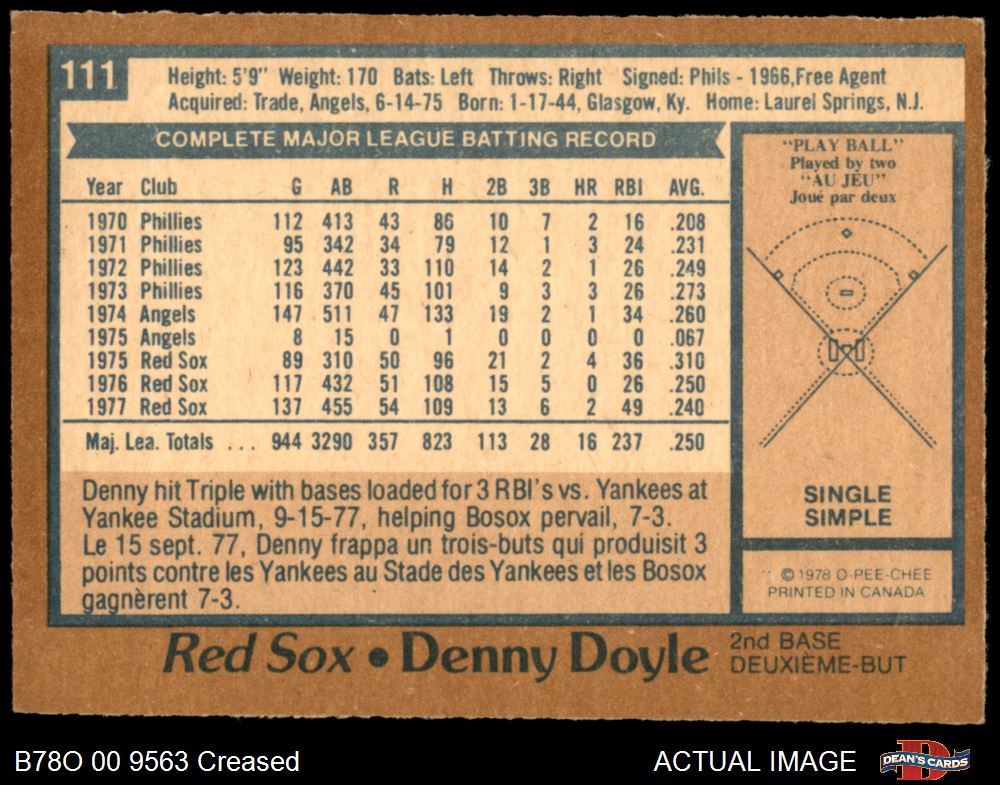 111
Height: 5'9" Weight: 170 Bats: Left Throws: Right Signed: Phils - 1966, Free Agent
Acquired: Trade, Angels, 6-14-75 Born: 1-17-44, Glasgow, Ky. Home: Laurel Springs, N.J.
COMPLETE MAJOR LEAGUE BATTING RECORD
Year Club G AB R H 2B 3B HR RBI AVG.
1970 Phillies 112 413 43 86 10 7 2 16 .208
1971 Phillies 95 342 34 79 12 1 3 24 .231
1972 Phillies 123 442 33 110 14 2 1 26 .249
1973 Phillies 116 370 45 101 9 3 3 26 .273
1974 Angels 147 511 47 133 19 2 1 34 .260
1975 Angels 8 15 0 1 0 0 0 0 .067
1975 Red Sox 89 310 50 96 21 2 4 36 .310
1976 Red Sox 117 432 51 108 15 5 0 26 .250
1977 Red Sox 137 455 54 109 13 6 2 49 .240
Maj. Lea. Totals ... 944 3290 357 823 113 28 16 237 .250
Denny hit Triple with bases loaded for 3 RBI's vs. Yankees at
Yankee Stadium, 9-15-77, helping Bosox pervail, 7-3.
Le 15 sept. 77, Denny frappa un trois-buts qui produisit 3
points contre les Yankees au Stade des Yankees et les Bosox
gagnèrent 7-3.
"PLAY BALL"
Played by two
"AU JEU"
Joué par deux
SINGLE
SIMPLE
© 1978 O-PEE-CHEE
PRINTED IN CANADA
Red Sox • Denny Doyle
2nd BASE
DEUXIÈME-BUT
B78O 00 9563 Creased
ACTUAL IMAGE
DEAN'S CARDS